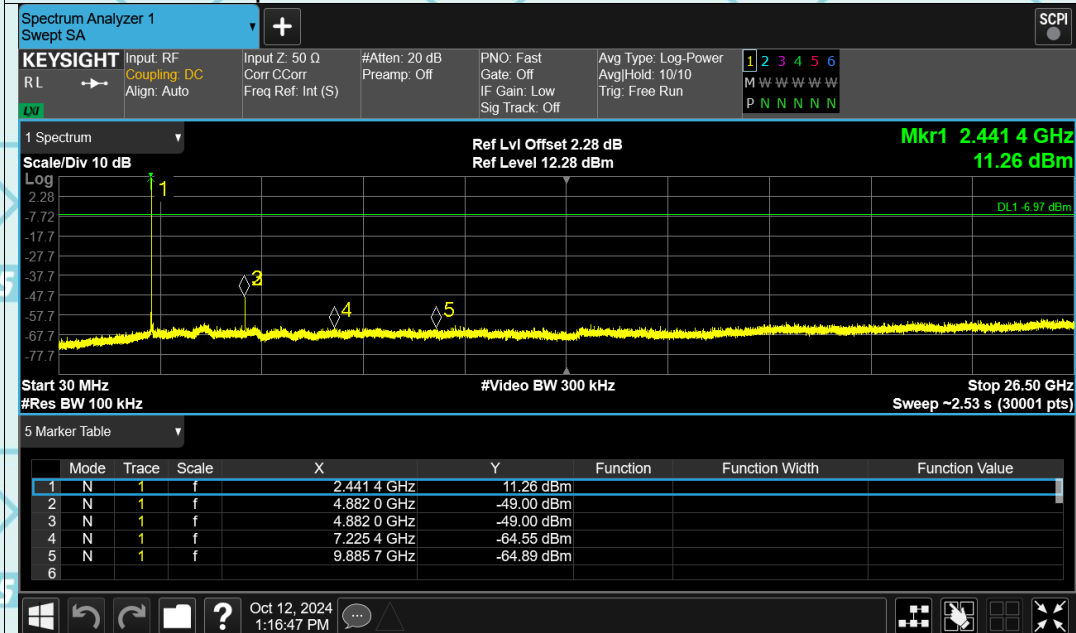 Spectrum Analyzer 1
Swept SA
+
SCPI
KEYSIGHT Input: RF Input Z: 50 Ω #Atten: 20 dB PNO: Fast Avg Type: Log-Power 1 2 3 4 5 6
R L Coupling: DC Corr CCorr Preamp: Off Gate: Off Avg|Hold: 10/10 M W W W W W
Align: Auto Freq Ref: Int (S) IF Gain: Low Trig: Free Run
LXI Sig Track: Off P N N N N N
1 Spectrum Ref Lvl Offset 2.28 dB Mkr1 2.441 4 GHz
Scale/Div 10 dB Ref Level 12.28 dBm 11.26 dBm
Log
1
2.28
DL1 -6.97 dBm
-7.72
-17.7
-27.7
3
-37.7
-47.7
4 5
-57.7
-67.7
-77.7
Start 30 MHz #Video BW 300 kHz Stop 26.50 GHz
#Res BW 100 kHz Sweep ~2.53 s (30001 pts)
5 Marker Table
Mode Trace Scale X Y Function Function Width Function Value
1 N 1 f 2.441 4 GHz 11.26 dBm
2 N 1 f 4.882 0 GHz -49.00 dBm
3 N 1 f 4.882 0 GHz -49.00 dBm
4 N 1 f 7.225 4 GHz -64.55 dBm
5 N 1 f 9.885 7 GHz -64.89 dBm
6
? Oct 12, 2024
1:16:47 PM